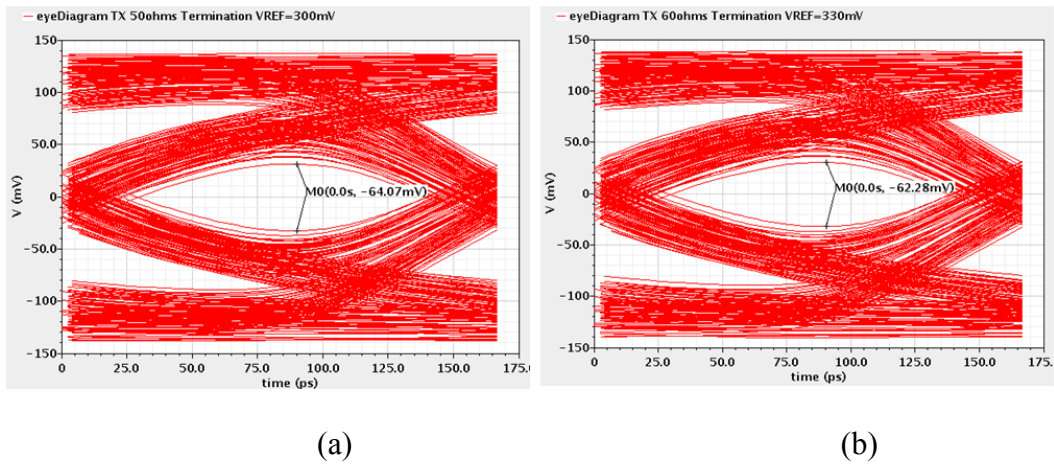 eyeDiagram TX 50ohms Termination VREF=300mV
150
100
50.0
0
−50.0
−100
−150
V (mV)
M0(0.0s, −64.07mV)
0 25.0 50.0 75.0 100.0 125.0 150.0 175.
time (ps)
(a)
eyeDiagram TX 60ohms Termination VREF=330mV
150
100
50.0
0
−50.0
−100
−150
V (mV)
M0(0.0s, −62.28mV)
0 25.0 50.0 75.0 100.0 125.0 150.0 175.0
time (ps)
(b)